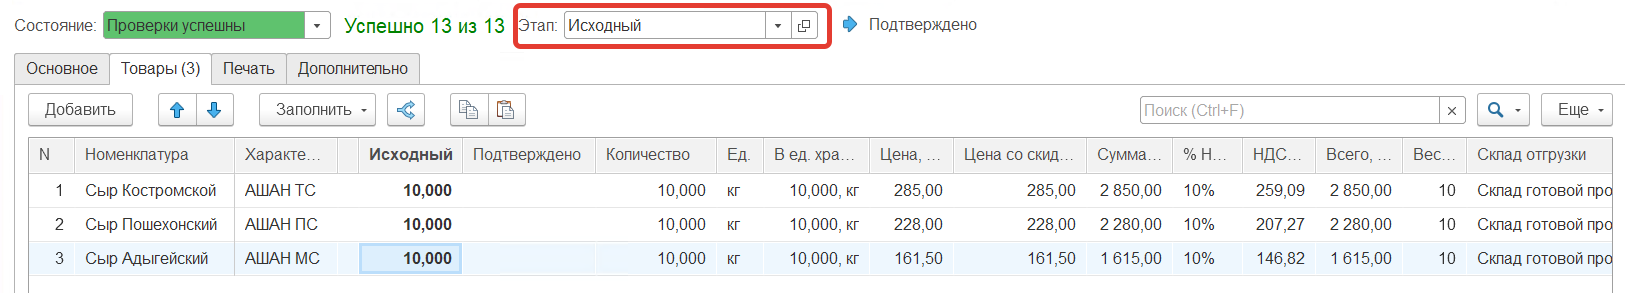 Состояние: Проверки успешны Успешно 13 из 13 Этап: Исходный Подтверждено
Основное Товары (3) Печать Дополнительно
Добавить Заполнить Поиск (Ctrl+F) × Еще
N Номенклатура Характе... Исходный Подтверждено Количество Ед. В ед. хра... Цена, ... Цена со скид... Сумма... % Н... НДС... Всего, ... Вес... Склад отгрузки
1 Сыр Костромской АШАН ТС 10,000 10,000 кг 10,000, кг 285,00 285,00 2 850,00 10% 259,09 2 850,00 10 Склад готовой про
2 Сыр Пошехонский АШАН ПС 10,000 10,000 кг 10,000, кг 228,00 228,00 2 280,00 10% 207,27 2 280,00 10 Склад готовой про
3 Сыр Адыгейский АШАН МС 10,000 10,000 кг 10,000, кг 161,50 161,50 1 615,00 10% 146,82 1 615,00 10 Склад готовой про